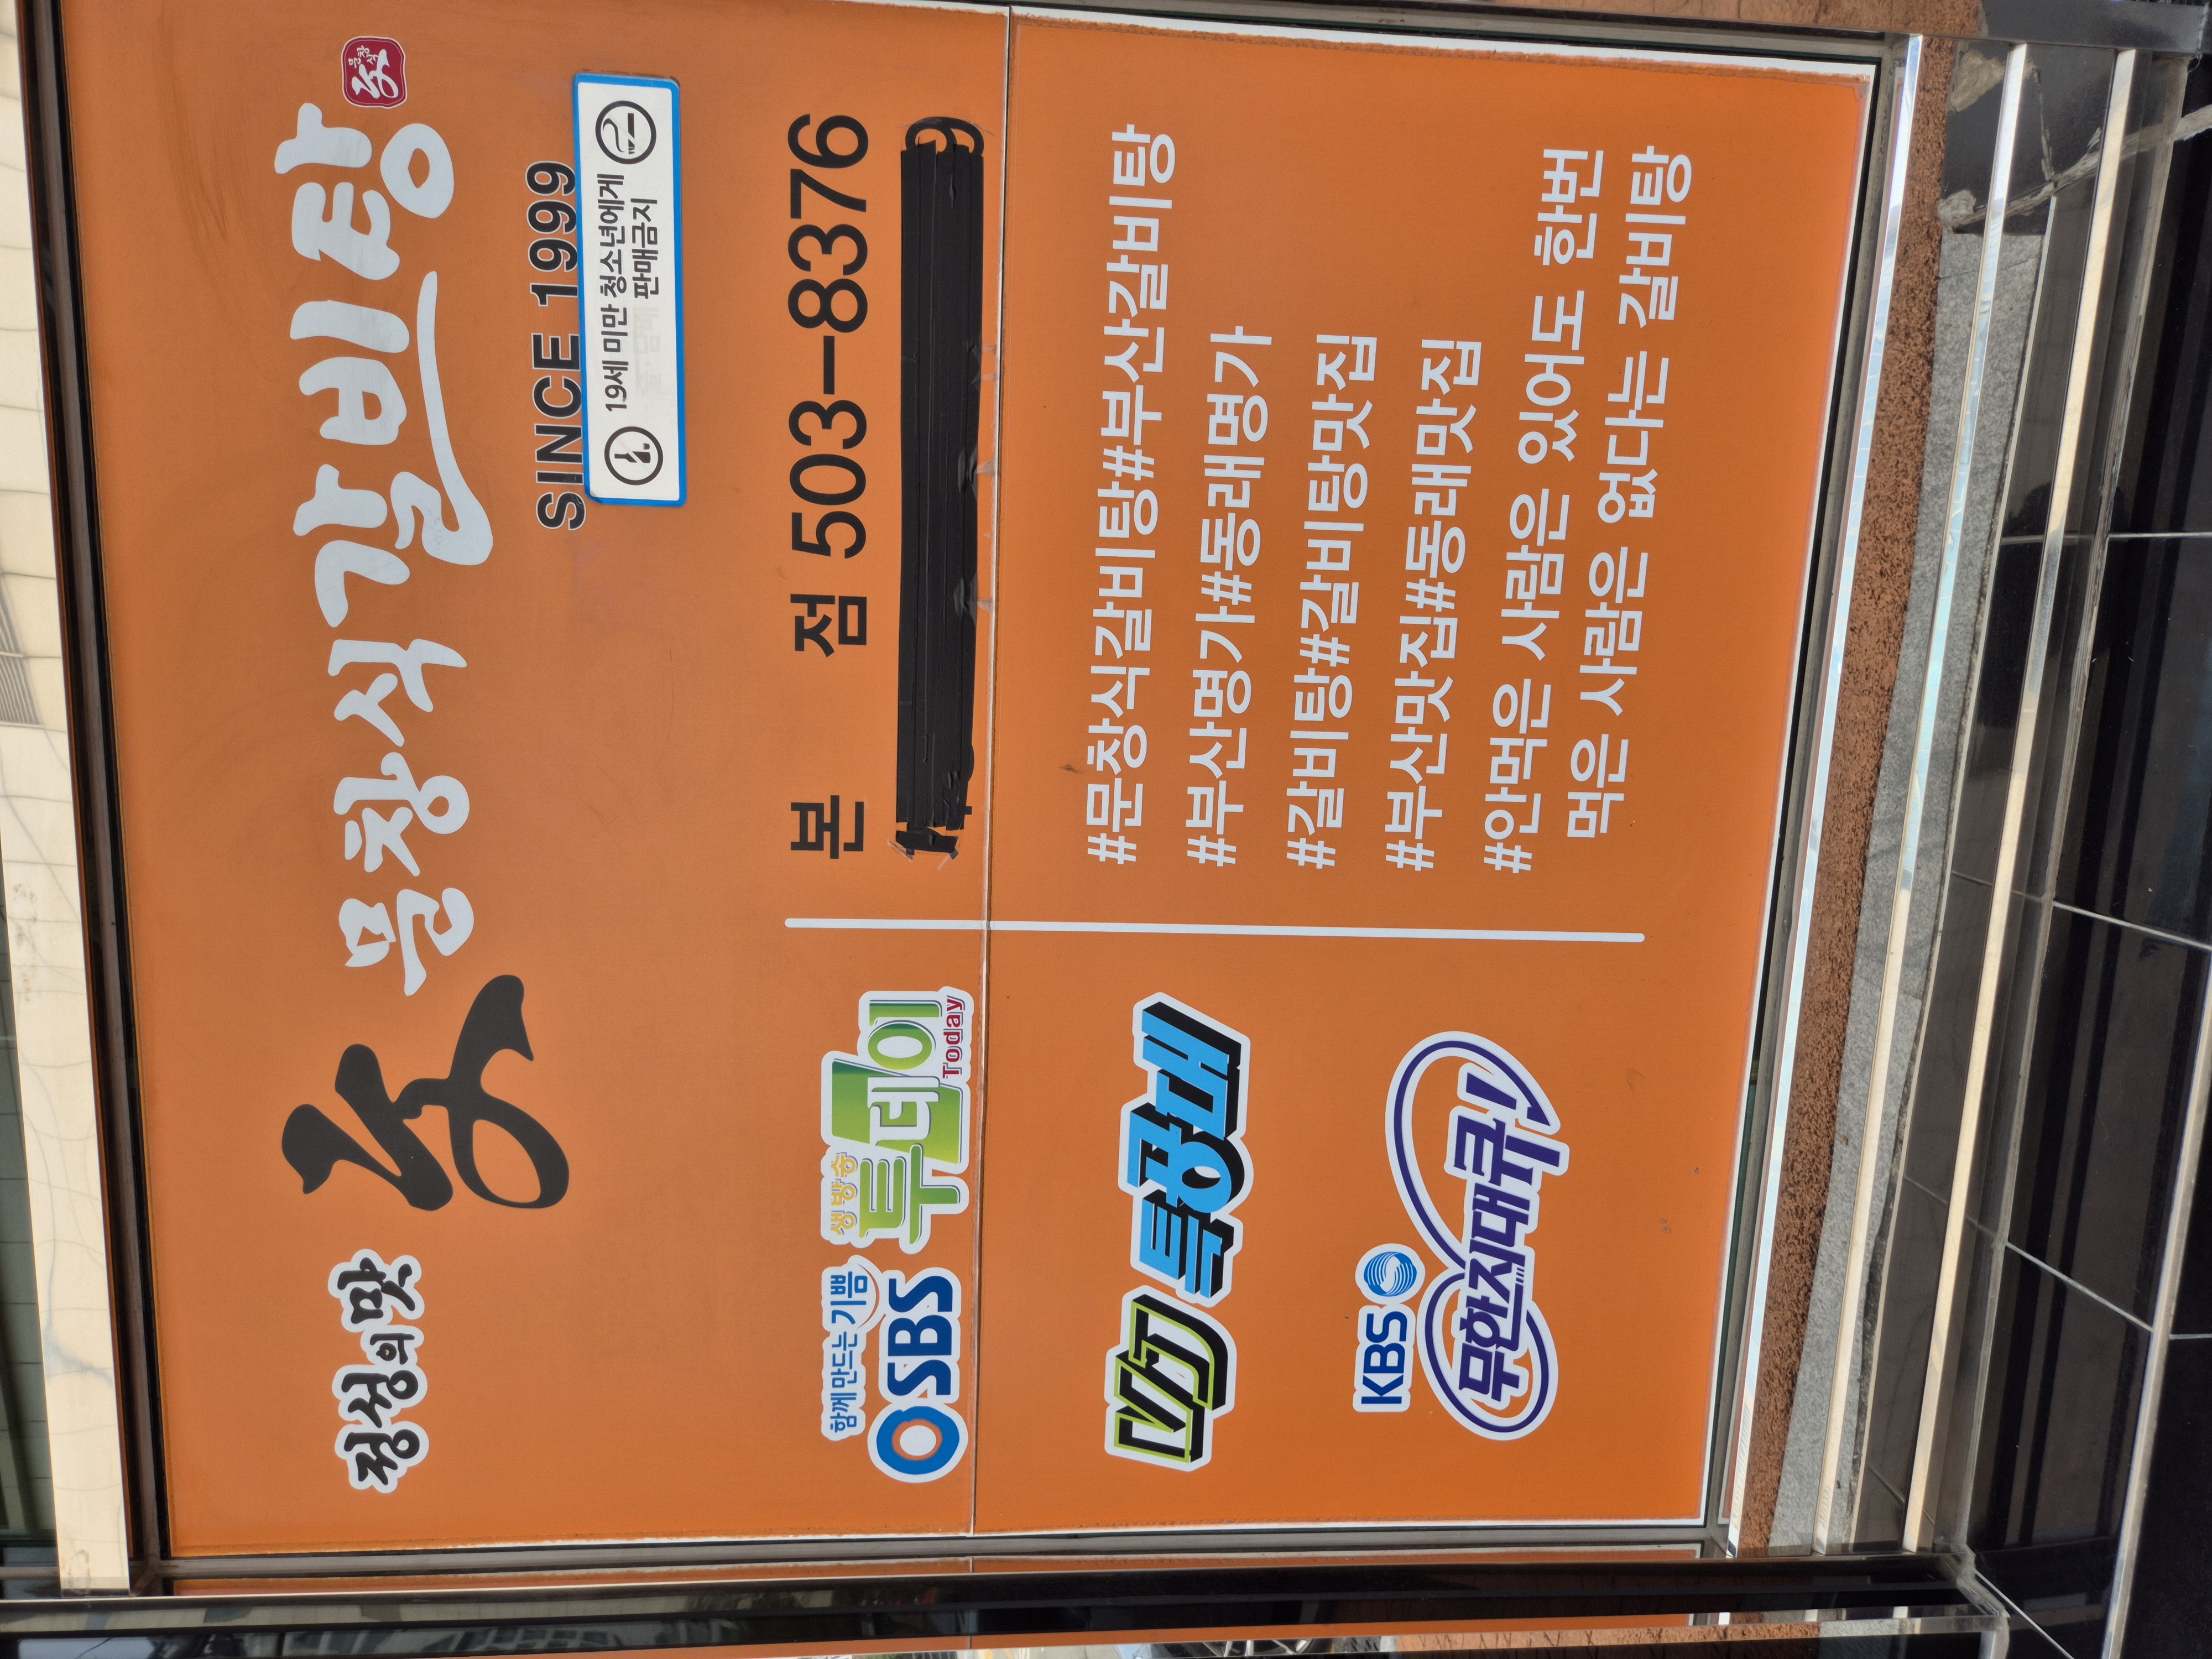 정성의 맛 문창식 갈비탕
문창식
SINCE 1999
19세 미만 청소년에게
판매금지
본 점 503-8376
9
#문창식갈비탕#부산갈비탕
#부산명가#동래명가
#갈비탕#갈비탕맛집
#부산맛집#동래맛집
#안먹은 사람은 있어도 한번
먹은 사람은 없다는 갈비탕
함께 만드는 기쁨
SBS
생방송
투데이
Today
VJ 특공대
KBS
무한지대큐!